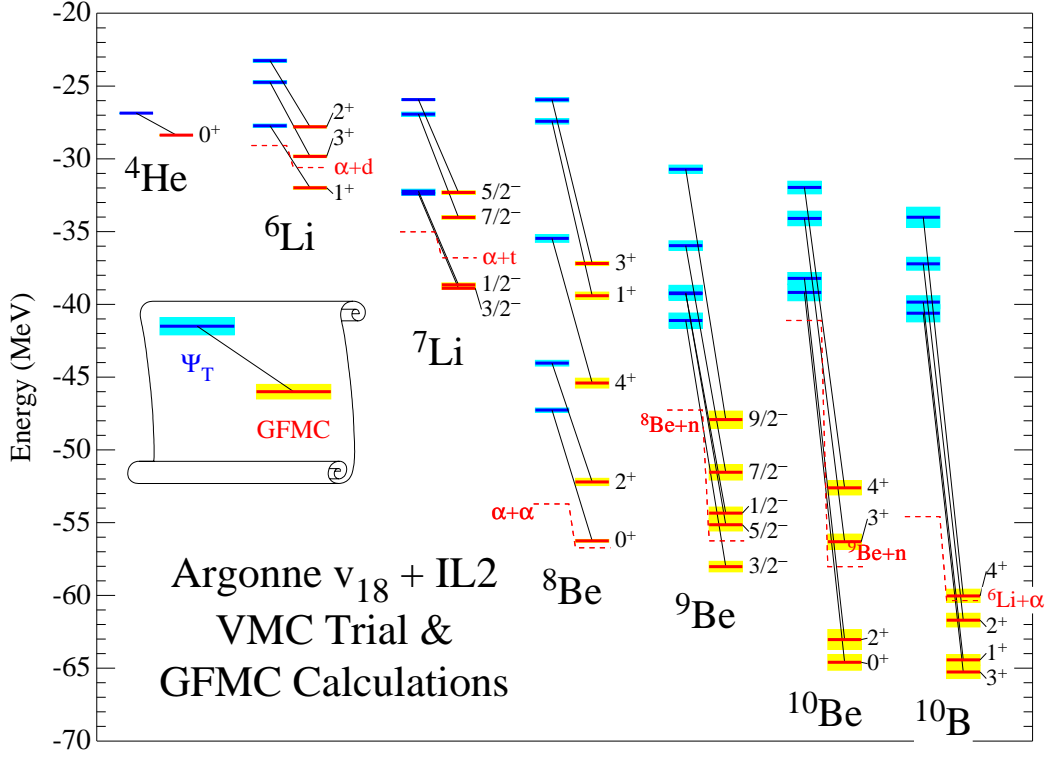 -20
-25
-30
-35
-40
-45
-50
-55
-60
-65
-70
Energy (MeV)
⁴He
0⁺
⁶Li
2⁺
3⁺
α+d
1⁺
⁷Li
5/2⁻
7/2⁻
α+t
1/2⁻
3/2⁻
⁸Be
3⁺
1⁺
4⁺
2⁺
α+α
0⁺
⁹Be
⁸Be+n
9/2⁻
7/2⁻
1/2⁻
5/2⁻
3/2⁻
¹⁰Be
4⁺
3⁺
⁹Be+n
2⁺
0⁺
¹⁰B
4⁺
⁶Li+α
2⁺
1⁺
3⁺
Ψ_T
GFMC
Argonne v₁₈ + IL2
VMC Trial &
GFMC Calculations